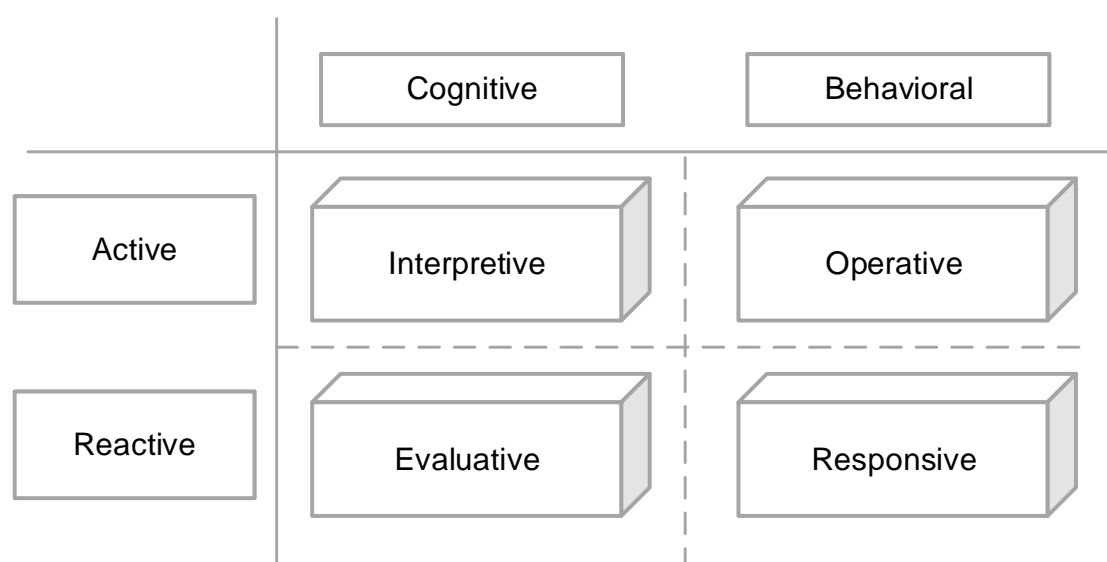 Cognitive
Behavioral
Active
Interpretive
Operative
Reactive
Evaluative
Responsive